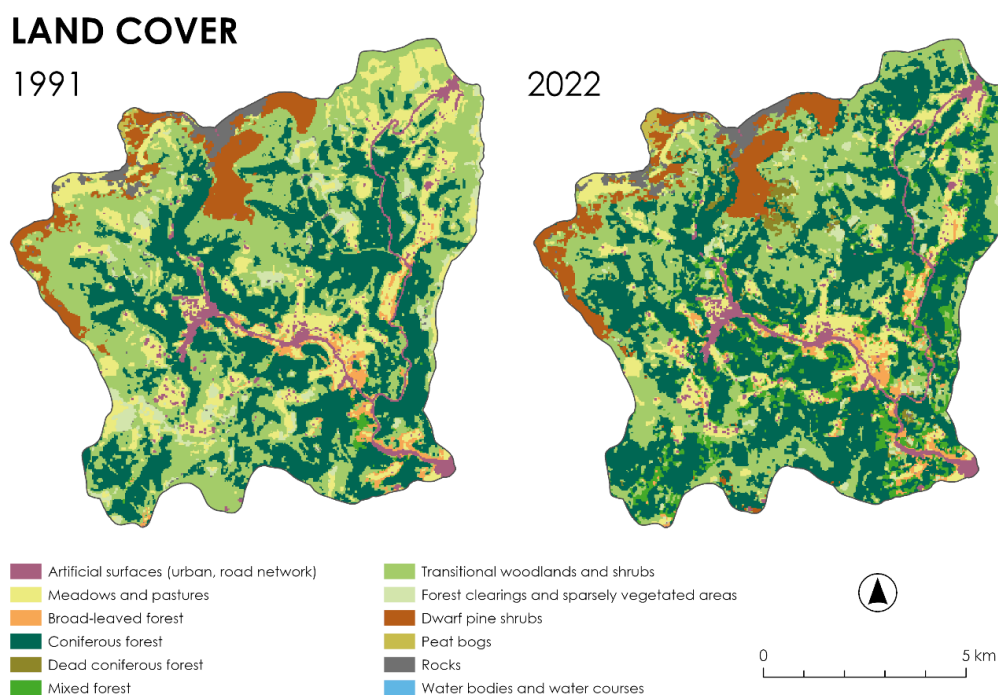 LAND COVER
1991
2022
Artificial surfaces (urban, road network)
Meadows and pastures
Broad-leaved forest
Coniferous forest
Dead coniferous forest
Mixed forest
Transitional woodlands and shrubs
Forest clearings and sparsely vegetated areas
Dwarf pine shrubs
Peat bogs
Rocks
Water bodies and water courses
0 5 km